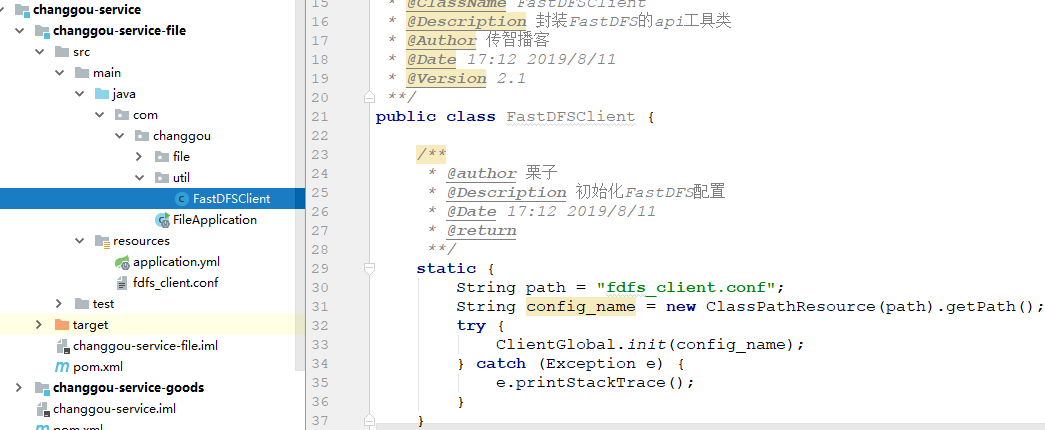 changgou-service
changgou-service-file
src
main
java
com
changgou
file
util
FastDFSClient
FileApplication
resources
application.yml
fdfs_client.conf
test
target
changgou-service-file.iml
pom.xml
changgou-service-goods
changgou-service.iml
pom.xml
15 * @ClassName FastDFSClient
16 * @Description 封装FastDFS的api工具类
17 * @Author 传智播客
18 * @Date 17:12 2019/8/11
19 * @Version 2.1
20 **/
21 public class FastDFSClient {
22
23 /**
24 * @author 栗子
25 * @Description 初始化FastDFS配置
26 * @Date 17:12 2019/8/11
27 * @return
28 **/
29 static {
30 String path = "fdfs_client.conf";
31 String config_name = new ClassPathResource(path).getPath();
32 try {
33 ClientGlobal.init(config_name);
34 } catch (Exception e) {
35 e.printStackTrace();
36 }
37 }